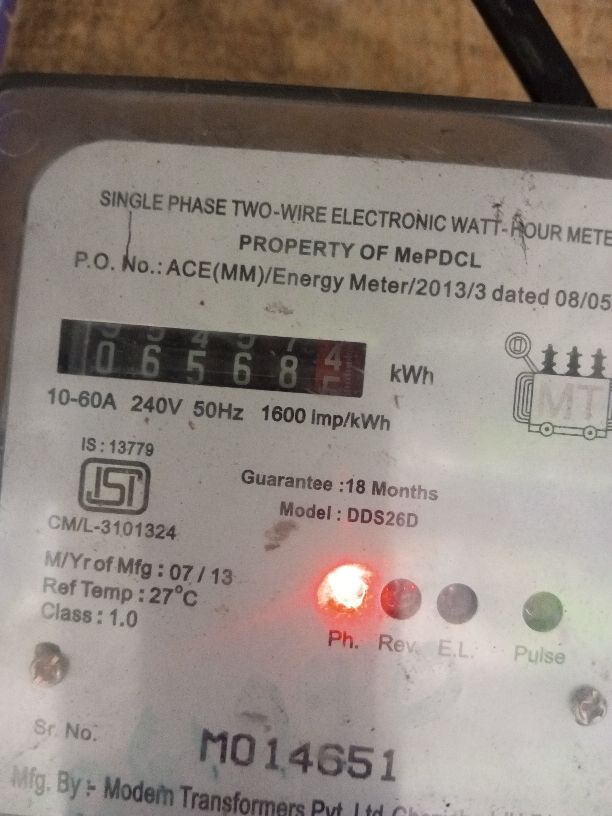 SINGLE PHASE TWO-WIRE ELECTRONIC WATT-HOUR METE
PROPERTY OF MePDCL
P.O. No.: ACE(MM)/Energy Meter/2013/3 dated 08/05
06568 kWh
MT
10-60A 240V 50Hz 1600 imp/kWh
IS : 13779
ISI
CM/L-3101324
Guarantee :18 Months
Model : DDS26D
M/Yr of Mfg : 07 / 13
Ref Temp : 27°C
Class : 1.0
Ph. Rev. E.L. Pulse
Sr. No.
M014651
Mfg. By :- Modern Transformers Pvt. Ltd.